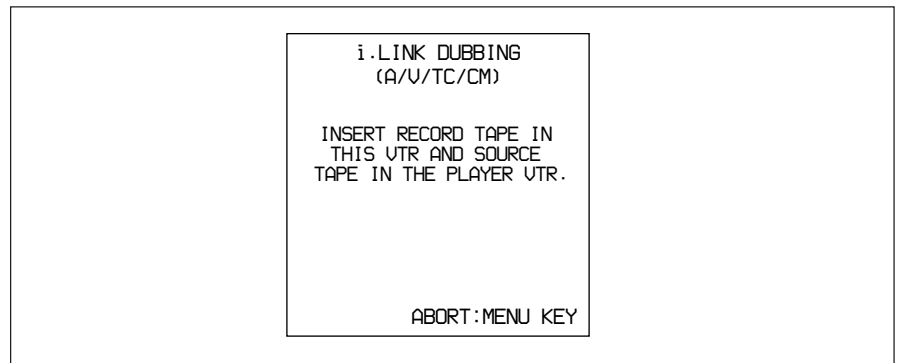 i.LINK DUBBING
(A/V/TC/CM)
INSERT RECORD TAPE IN
THIS VTR AND SOURCE
TAPE IN THE PLAYER VTR.
ABORT:MENU KEY